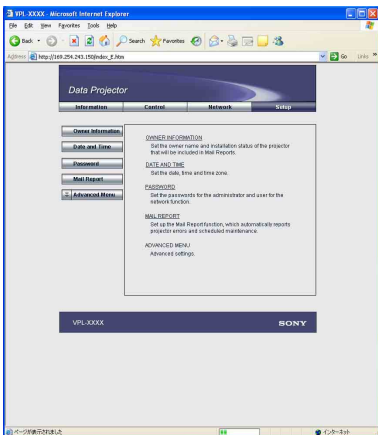 VPL-XXXX - Microsoft Internet Explorer
File Edit View Favorites Tools Help
Back Search Favorites
Address http://169.254.243.150/index_E.htm Go Links »
Data Projector
Information Control Network Setup
Owner Information
Date and Time
Password
Mail Report
Advanced Menu
OWNER INFORMATION
Set the owner name and installation status of the projector
that will be included in Mail Reports.
DATE AND TIME
Set the date, time and time zone.
PASSWORD
Set the passwords for the administrator and user for the
network function.
MAIL REPORT
Set up the Mail Report function, which automatically reports
projector errors and scheduled maintenance.
ADVANCED MENU
Advanced settings.
VPL-XXXX SONY
ページが表示されました インターネット